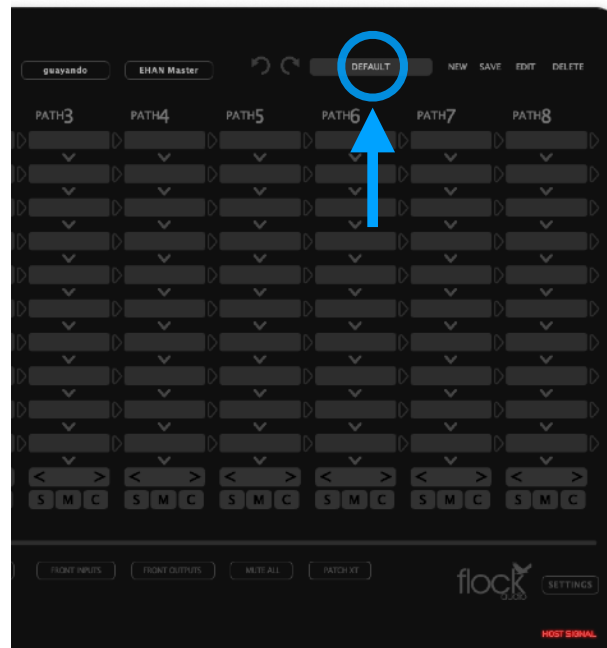 guayando EHAN Master DEFAULT NEW SAVE EDIT DELETE
PATH3 PATH4 PATH5 PATH6 PATH7 PATH8
< > < > < > < > < > < >
S M C S M C S M C S M C S M C S M C
FRONT INPUTS FRONT OUTPUTS MUTE ALL PATCH XT flock audio SETTINGS
HOST SIGNAL